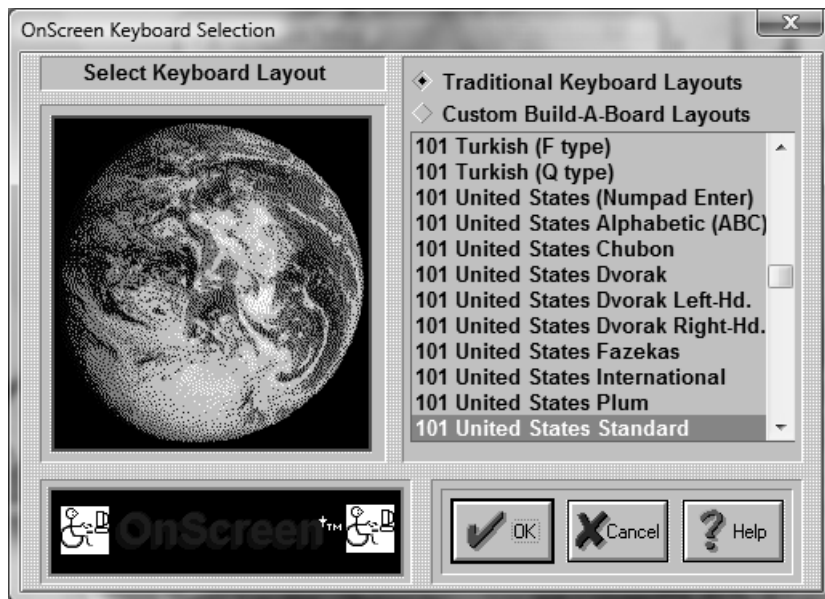 OnScreen Keyboard Selection
X
Select Keyboard Layout
Traditional Keyboard Layouts
Custom Build-A-Board Layouts
101 Turkish (F type)
101 Turkish (Q type)
101 United States (Numpad Enter)
101 United States Alphabetic (ABC)
101 United States Chubon
101 United States Dvorak
101 United States Dvorak Left-Hd.
101 United States Dvorak Right-Hd.
101 United States Fazekas
101 United States International
101 United States Plum
101 United States Standard
OnScreen+™
OK
Cancel
? Help